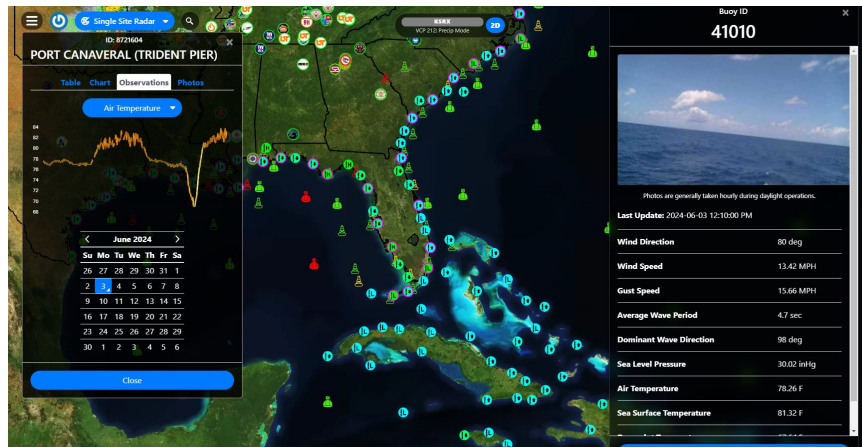 Single Site Radar
ID: 8721604
PORT CANAVERAL (TRIDENT PIER)
Table Chart Observations Photos
Air Temperature
84
82
80
78
76
74
72
70
68
June 2024
Su Mo Tu We Th Fr Sa
26 27 28 29 30 31 1
2 3 4 5 6 7 8
9 10 11 12 13 14 15
16 17 18 19 20 21 22
23 24 25 26 27 28 29
30 1 2 3 4 5 6
Close
KSRX
VCP 212| Precip Mode
2D
Buoy ID
41010
Photos are generally taken hourly during daylight operations.
Last Update: 2024-06-03 12:10:00 PM
Wind Direction 80 deg
Wind Speed 13.42 MPH
Gust Speed 15.66 MPH
Average Wave Period 4.7 sec
Dominant Wave Direction 98 deg
Sea Level Pressure 30.02 inHg
Air Temperature 78.26 F
Sea Surface Temperature 81.32 F